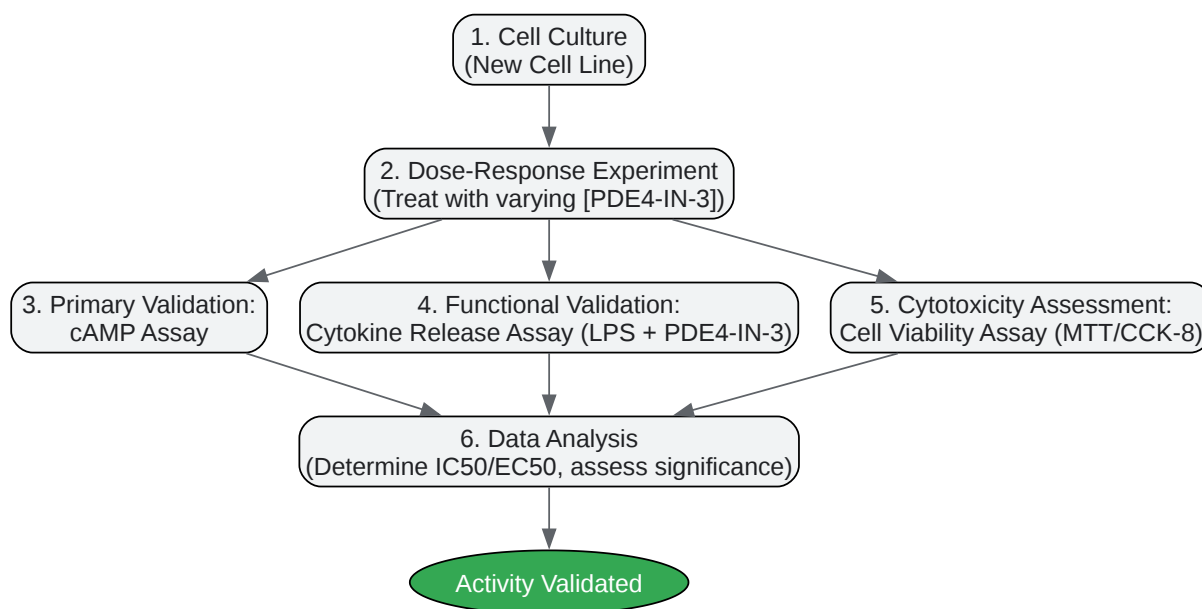 1. Cell Culture
(New Cell Line)
2. Dose-Response Experiment
(Treat with varying [PDE4-IN-3])
3. Primary Validation:
cAMP Assay
4. Functional Validation:
Cytokine Release Assay (LPS + PDE4-IN-3)
5. Cytotoxicity Assessment:
Cell Viability Assay (MTT/CCK-8)
6. Data Analysis
(Determine IC50/EC50, assess significance)
Activity Validated